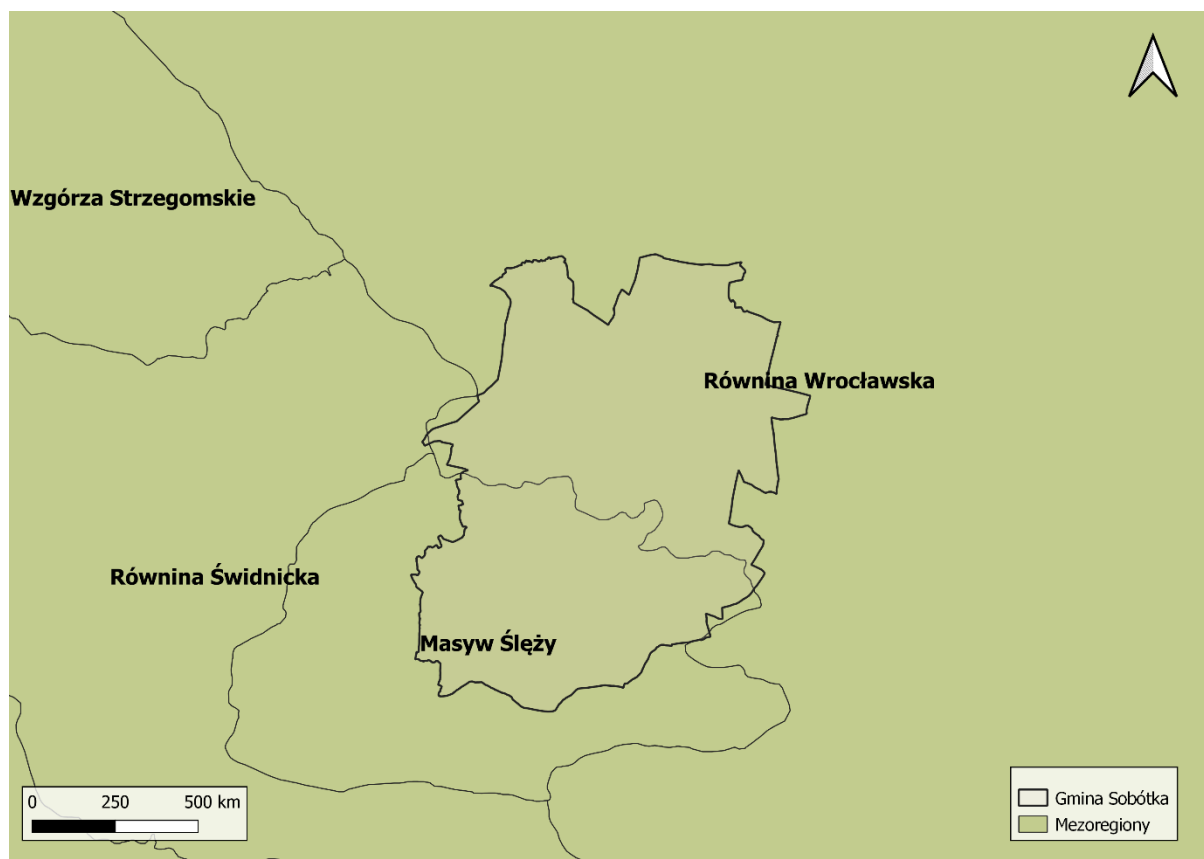 Wzgórza Strzegomskie
Równina Wrocławska
Równina Świdnicka
Masyw Ślęży
0 250 500 km
Gmina Sobótka
Mezoregiony